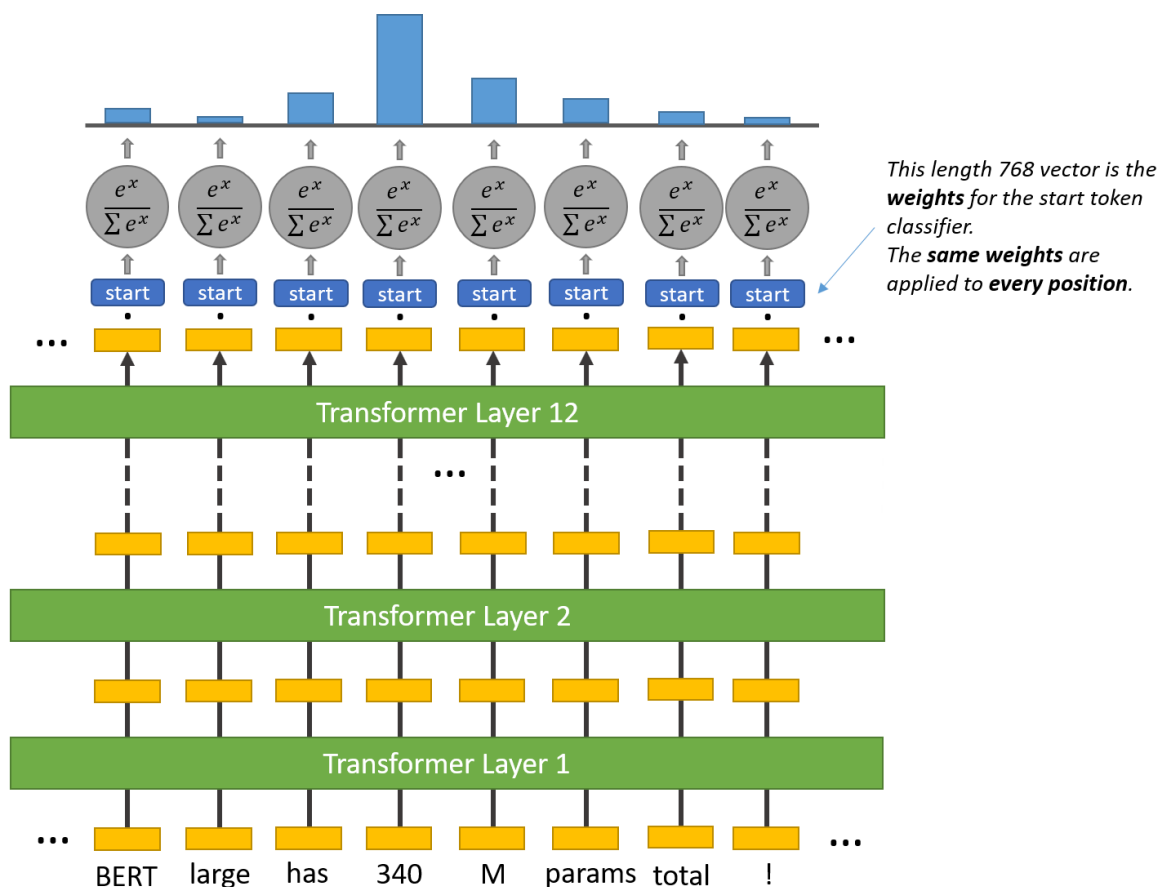 e^x / ∑ e^x e^x / ∑ e^x e^x / ∑ e^x e^x / ∑ e^x e^x / ∑ e^x e^x / ∑ e^x e^x / ∑ e^x e^x / ∑ e^x
This length 768 vector is the
weights for the start token
classifier.
The same weights are
applied to every position.
start start start start start start start start
... ...
Transformer Layer 12
...
Transformer Layer 2
Transformer Layer 1
... ...
BERT large has 340 M params total !